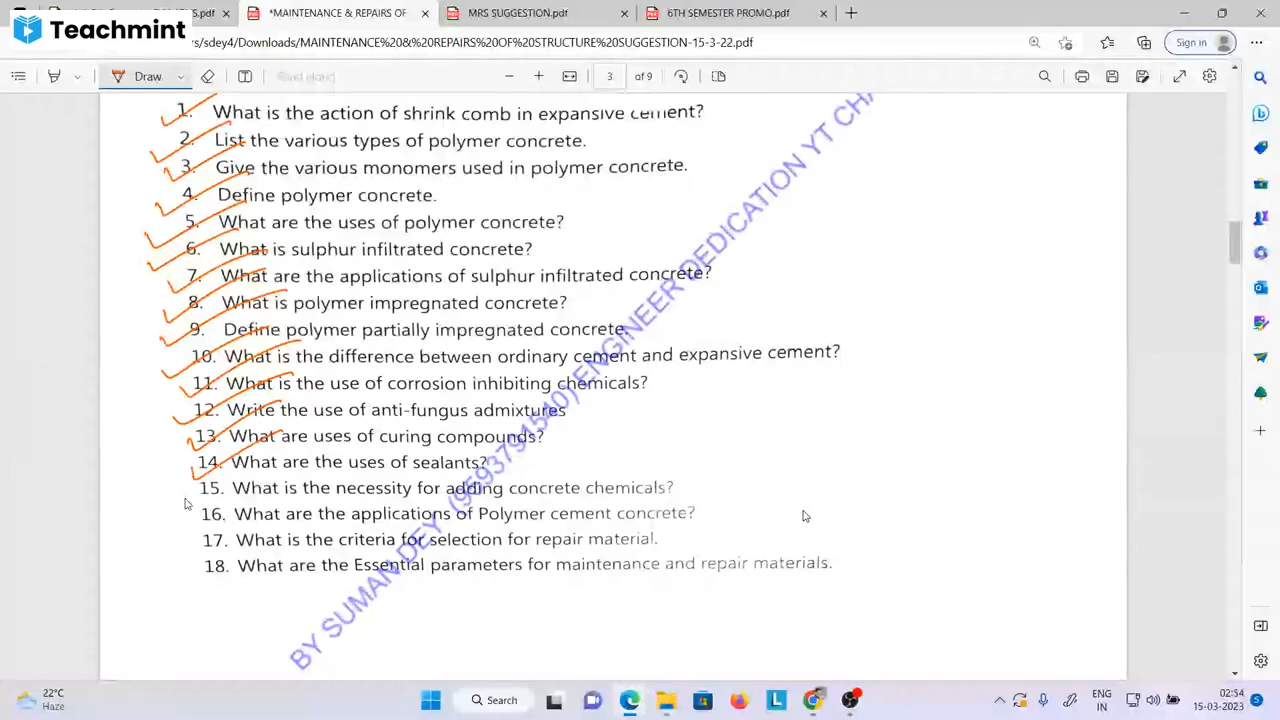 Teachmint
S.pdf
*MAINTENANCE & REPAIRS OF
SUGGESTION.pdf
6TH SEMESTER PROMO.pdf
rs/sdey4/Downloads/MAINTENANCE%20&%20REPAIRS%20OF%20STRUCTURE%20SUGGESTION-15-3-22.pdf
Sign in
Draw
Read aloud
3 of 9
1. What is the action of shrink comb in expansive cement?
2. List the various types of polymer concrete.
3. Give the various monomers used in polymer concrete.
4. Define polymer concrete.
5. What are the uses of polymer concrete?
6. What is sulphur infiltrated concrete?
7. What are the applications of sulphur infiltrated concrete?
8. What is polymer impregnated concrete?
9. Define polymer partially impregnated concrete.
10. What is the difference between ordinary cement and expansive cement?
11. What is the use of corrosion inhibiting chemicals?
12. Write the use of anti-fungus admixtures
13. What are uses of curing compounds?
14. What are the uses of sealants?
15. What is the necessity for adding concrete chemicals?
16. What are the applications of Polymer cement concrete?
17. What is the criteria for selection for repair material.
18. What are the Essential parameters for maintenance and repair materials.
BY SUMAN DEY (9593791540) ENGINEER DEDICATION YT CHA
22°C
Haze
Search
ENG
IN
02:54
15-03-2023